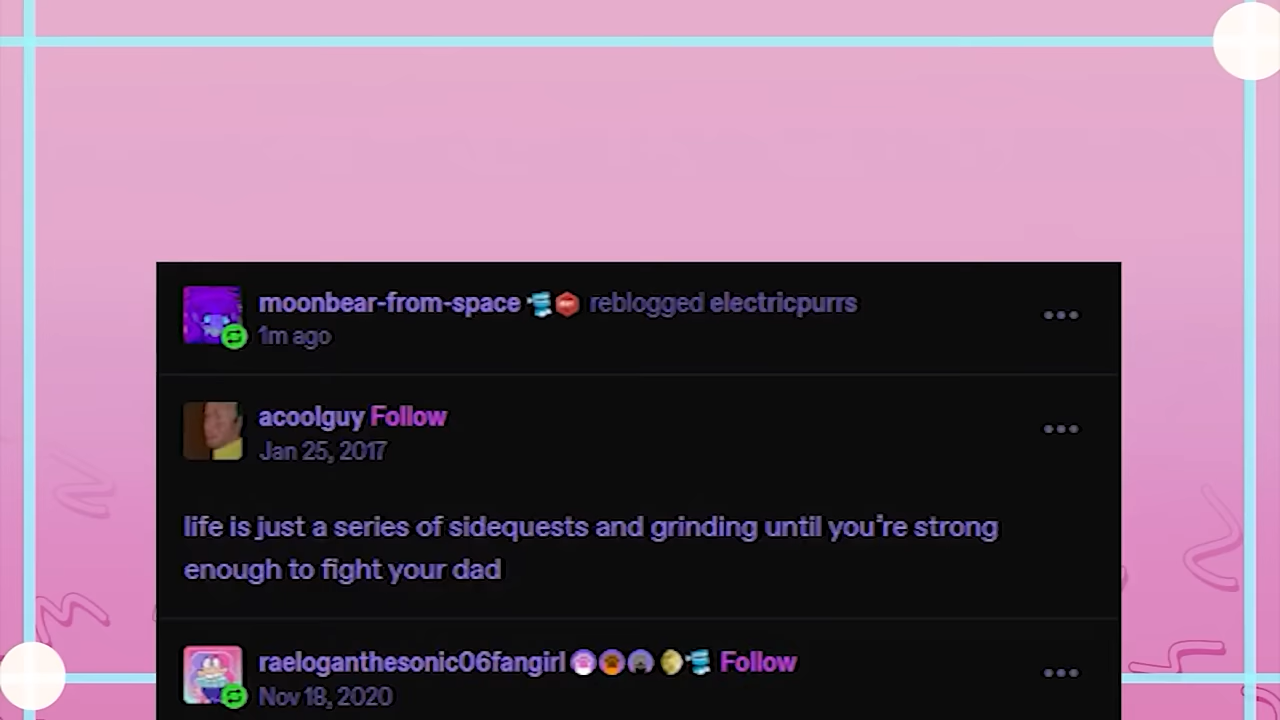 moonbear-from-space reblogged electricpurrs
1m ago
acoolguy Follow
Jan 25, 2017
life is just a series of sidequests and grinding until you're strong
enough to fight your dad
raeloganthesonic06fangirl Follow
Nov 18, 2020